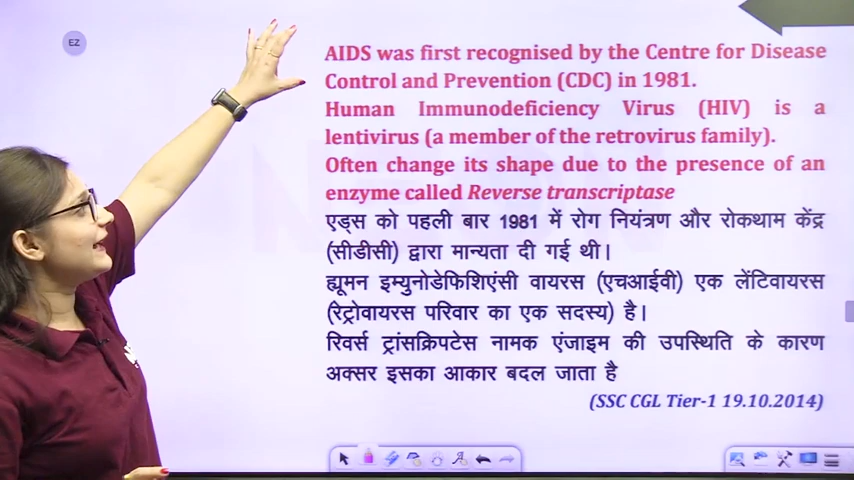 EZ
AIDS was first recognised by the Centre for Disease
Control and Prevention (CDC) in 1981.
Human Immunodeficiency Virus (HIV) is a
lentivirus (a member of the retrovirus family).
Often change its shape due to the presence of an
enzyme called Reverse transcriptase
एड्स को पहली बार 1981 में रोग नियंत्रण और रोकथाम केंद्र
(सीडीसी) द्वारा मान्यता दी गई थी।
ह्यूमन इम्युनोडेफिशिएंसी वायरस (एचआईवी) एक लेंटिवायरस
(रेट्रोवायरस परिवार का एक सदस्य) है।
रिवर्स ट्रांसक्रिपटेस नामक एंजाइम की उपस्थिति के कारण
अक्सर इसका आकार बदल जाता है
(SSC CGL Tier-1 19.10.2014)